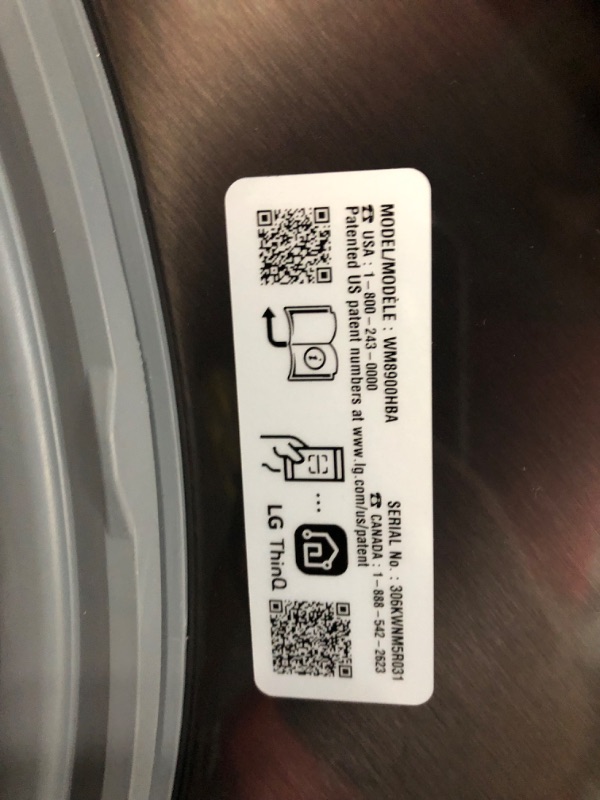 MODEL/MODÈLE : WM8900HBA SERIAL No. : 306KWNM5R031
☎ USA : 1-800-243-0000 ☎ CANADA : 1-888-542-2623
Patented US patent numbers at www.lg.com/us/patent
i
...
LG ThinQ